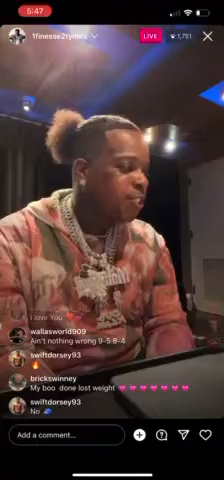 5:47
1finesse2tymes
LIVE
1,751
I love You
wallasworld909
Ain't nothing wrong 9-5 8-4
swiftdorsey93
brickswinney
My boo done lost weight
swiftdorsey93
No 🧢
Add a comment...